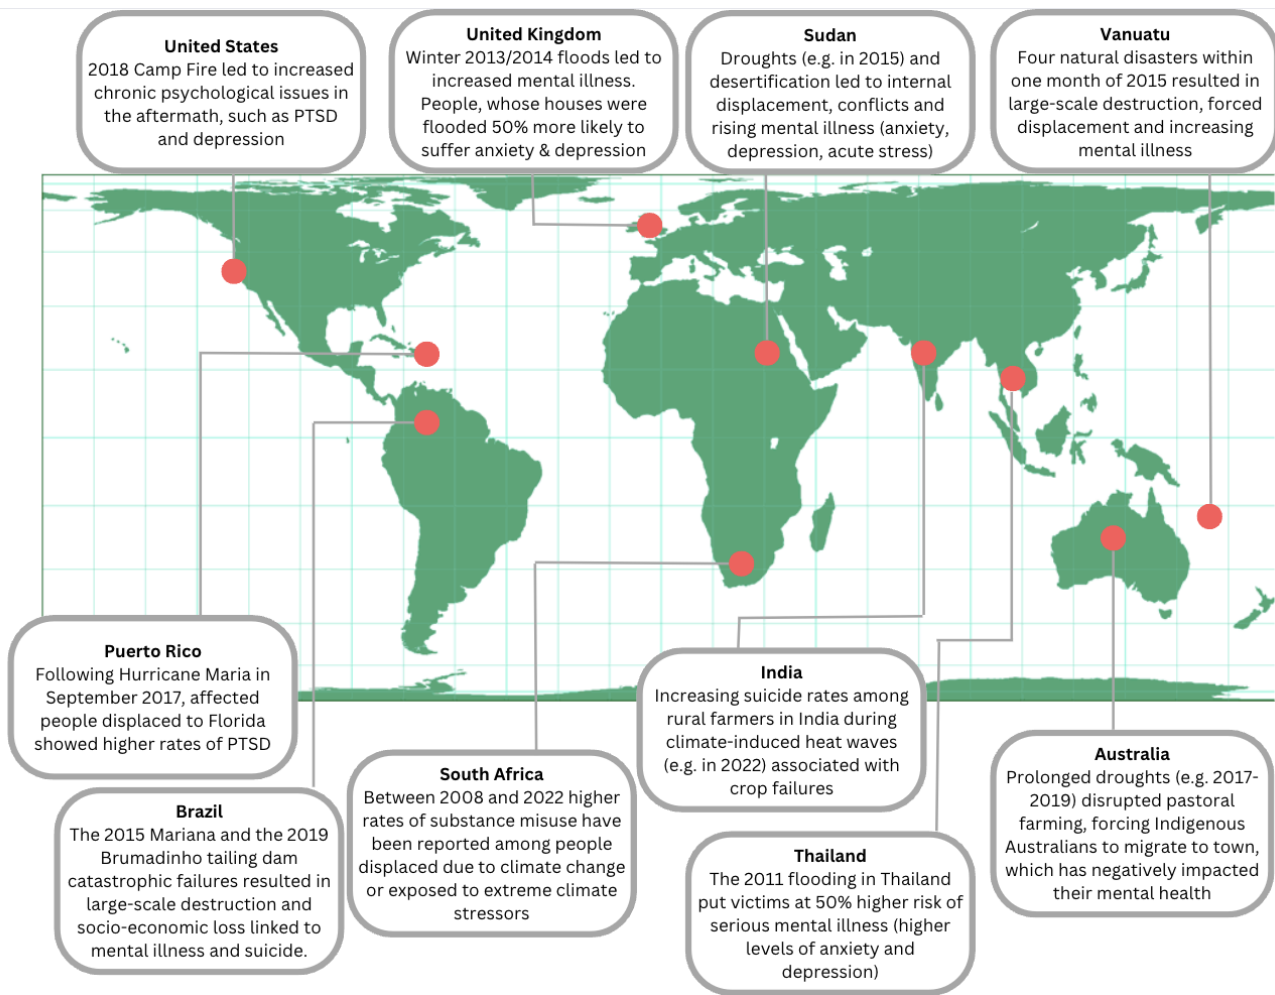 United States
2018 Camp Fire led to increased
chronic psychological issues in
the aftermath, such as PTSD
and depression
United Kingdom
Winter 2013/2014 floods led to
increased mental illness.
People, whose houses were
flooded 50% more likely to
suffer anxiety & depression
Sudan
Droughts (e.g. in 2015) and
desertification led to internal
displacement, conflicts and
rising mental illness (anxiety,
depression, acute stress)
Vanuatu
Four natural disasters within
one month of 2015 resulted in
large-scale destruction, forced
displacement and increasing
mental illness
Puerto Rico
Following Hurricane Maria in
September 2017, affected
people displaced to Florida
showed higher rates of PTSD
Brazil
The 2015 Mariana and the 2019
Brumadinho tailing dam
catastrophic failures resulted in
large-scale destruction and
socio-economic loss linked to
mental illness and suicide.
South Africa
Between 2008 and 2022 higher
rates of substance misuse have
been reported among people
displaced due to climate change
or exposed to extreme climate
stressors
India
Increasing suicide rates among
rural farmers in India during
climate-induced heat waves
(e.g. in 2022) associated with
crop failures
Thailand
The 2011 flooding in Thailand
put victims at 50% higher risk of
serious mental illness (higher
levels of anxiety and
depression)
Australia
Prolonged droughts (e.g. 2017-
2019) disrupted pastoral
farming, forcing Indigenous
Australians to migrate to town,
which has negatively impacted
their mental health